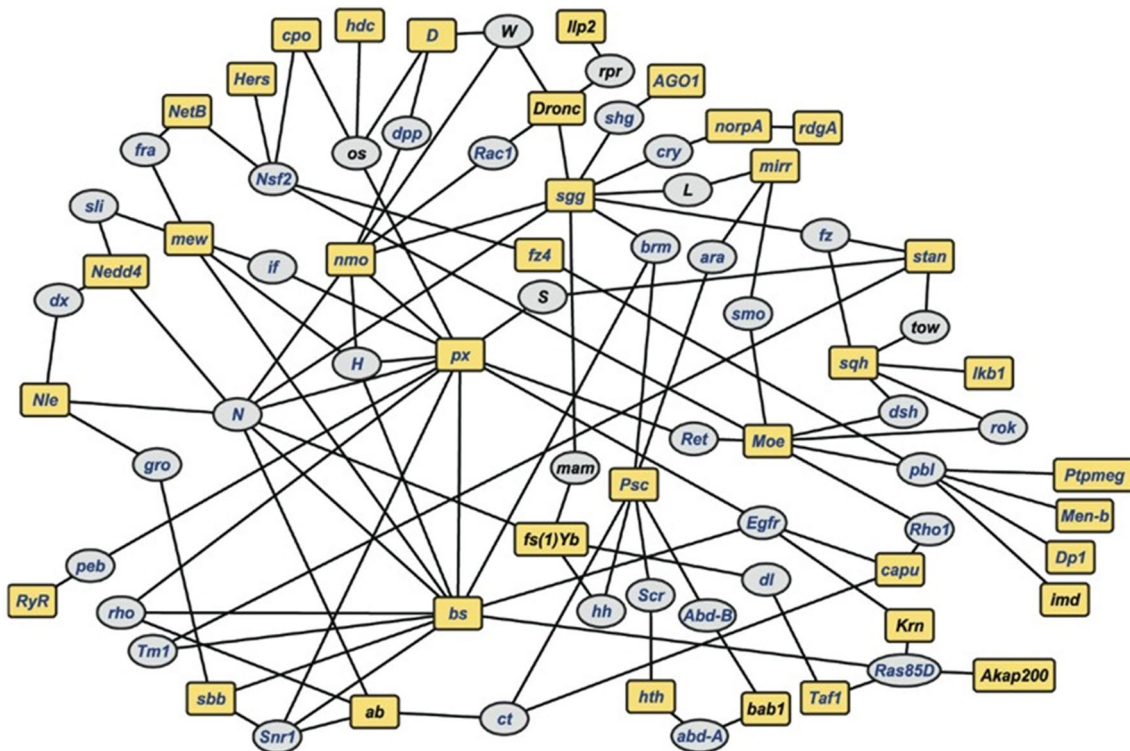 hdc
D
W
Ilp2
cpo
rpr
Hers
AGO1
NetB
Dronc
shg
norpA
rdgA
dpp
fra
os
Rac1
cry
mirr
Nsf2
L
sgg
sli
mew
fz
brm
ara
stan
fz4
nmo
if
Nedd4
dx
S
smo
tow
px
H
sqh
lkb1
Nle
N
dsh
rok
Ret
Moe
gro
mam
pbl
Ptpmeg
Psc
Men-b
Egfr
Rho1
fs(1)Yb
Dp1
peb
dl
capu
RyR
Scr
imd
rho
bs
hh
Abd-B
Krn
Tm1
Ras85D
Akap200
sbb
hth
Taf1
ab
bab1
ct
Snr1
abd-A